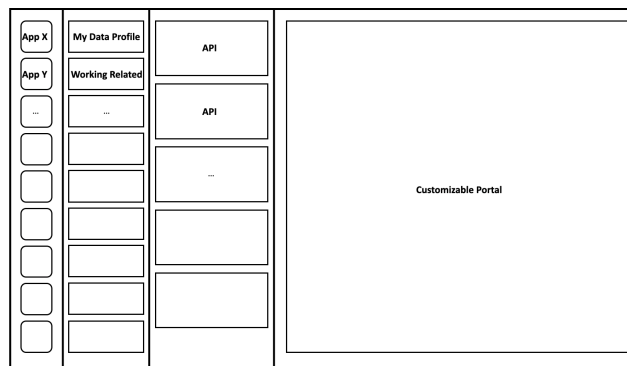 App X
App Y
...
My Data Profile
Working Related
...
API
API
...
Customizable Portal